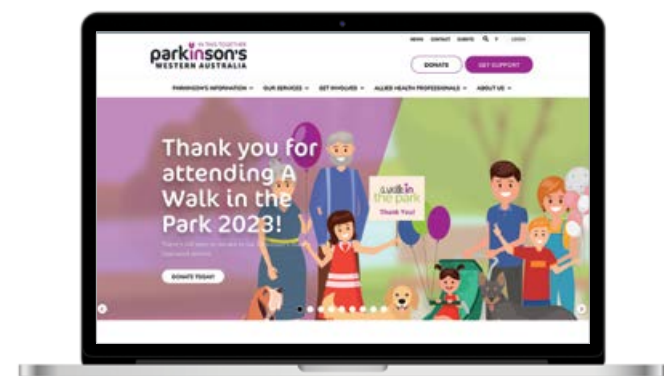 IN THIS TOGETHER
parkinson's
WESTERN AUSTRALIA
NEWS CONTACT EVENTS LOGIN
DONATE
GET SUPPORT
PARKINSON'S INFORMATION OUR SERVICES GET INVOLVED ALLIED HEALTH PROFESSIONALS ABOUT US
Thank you for
attending A
Walk in the
Park 2023!
DONATE TODAY!
a walk in
the park
Thank You!